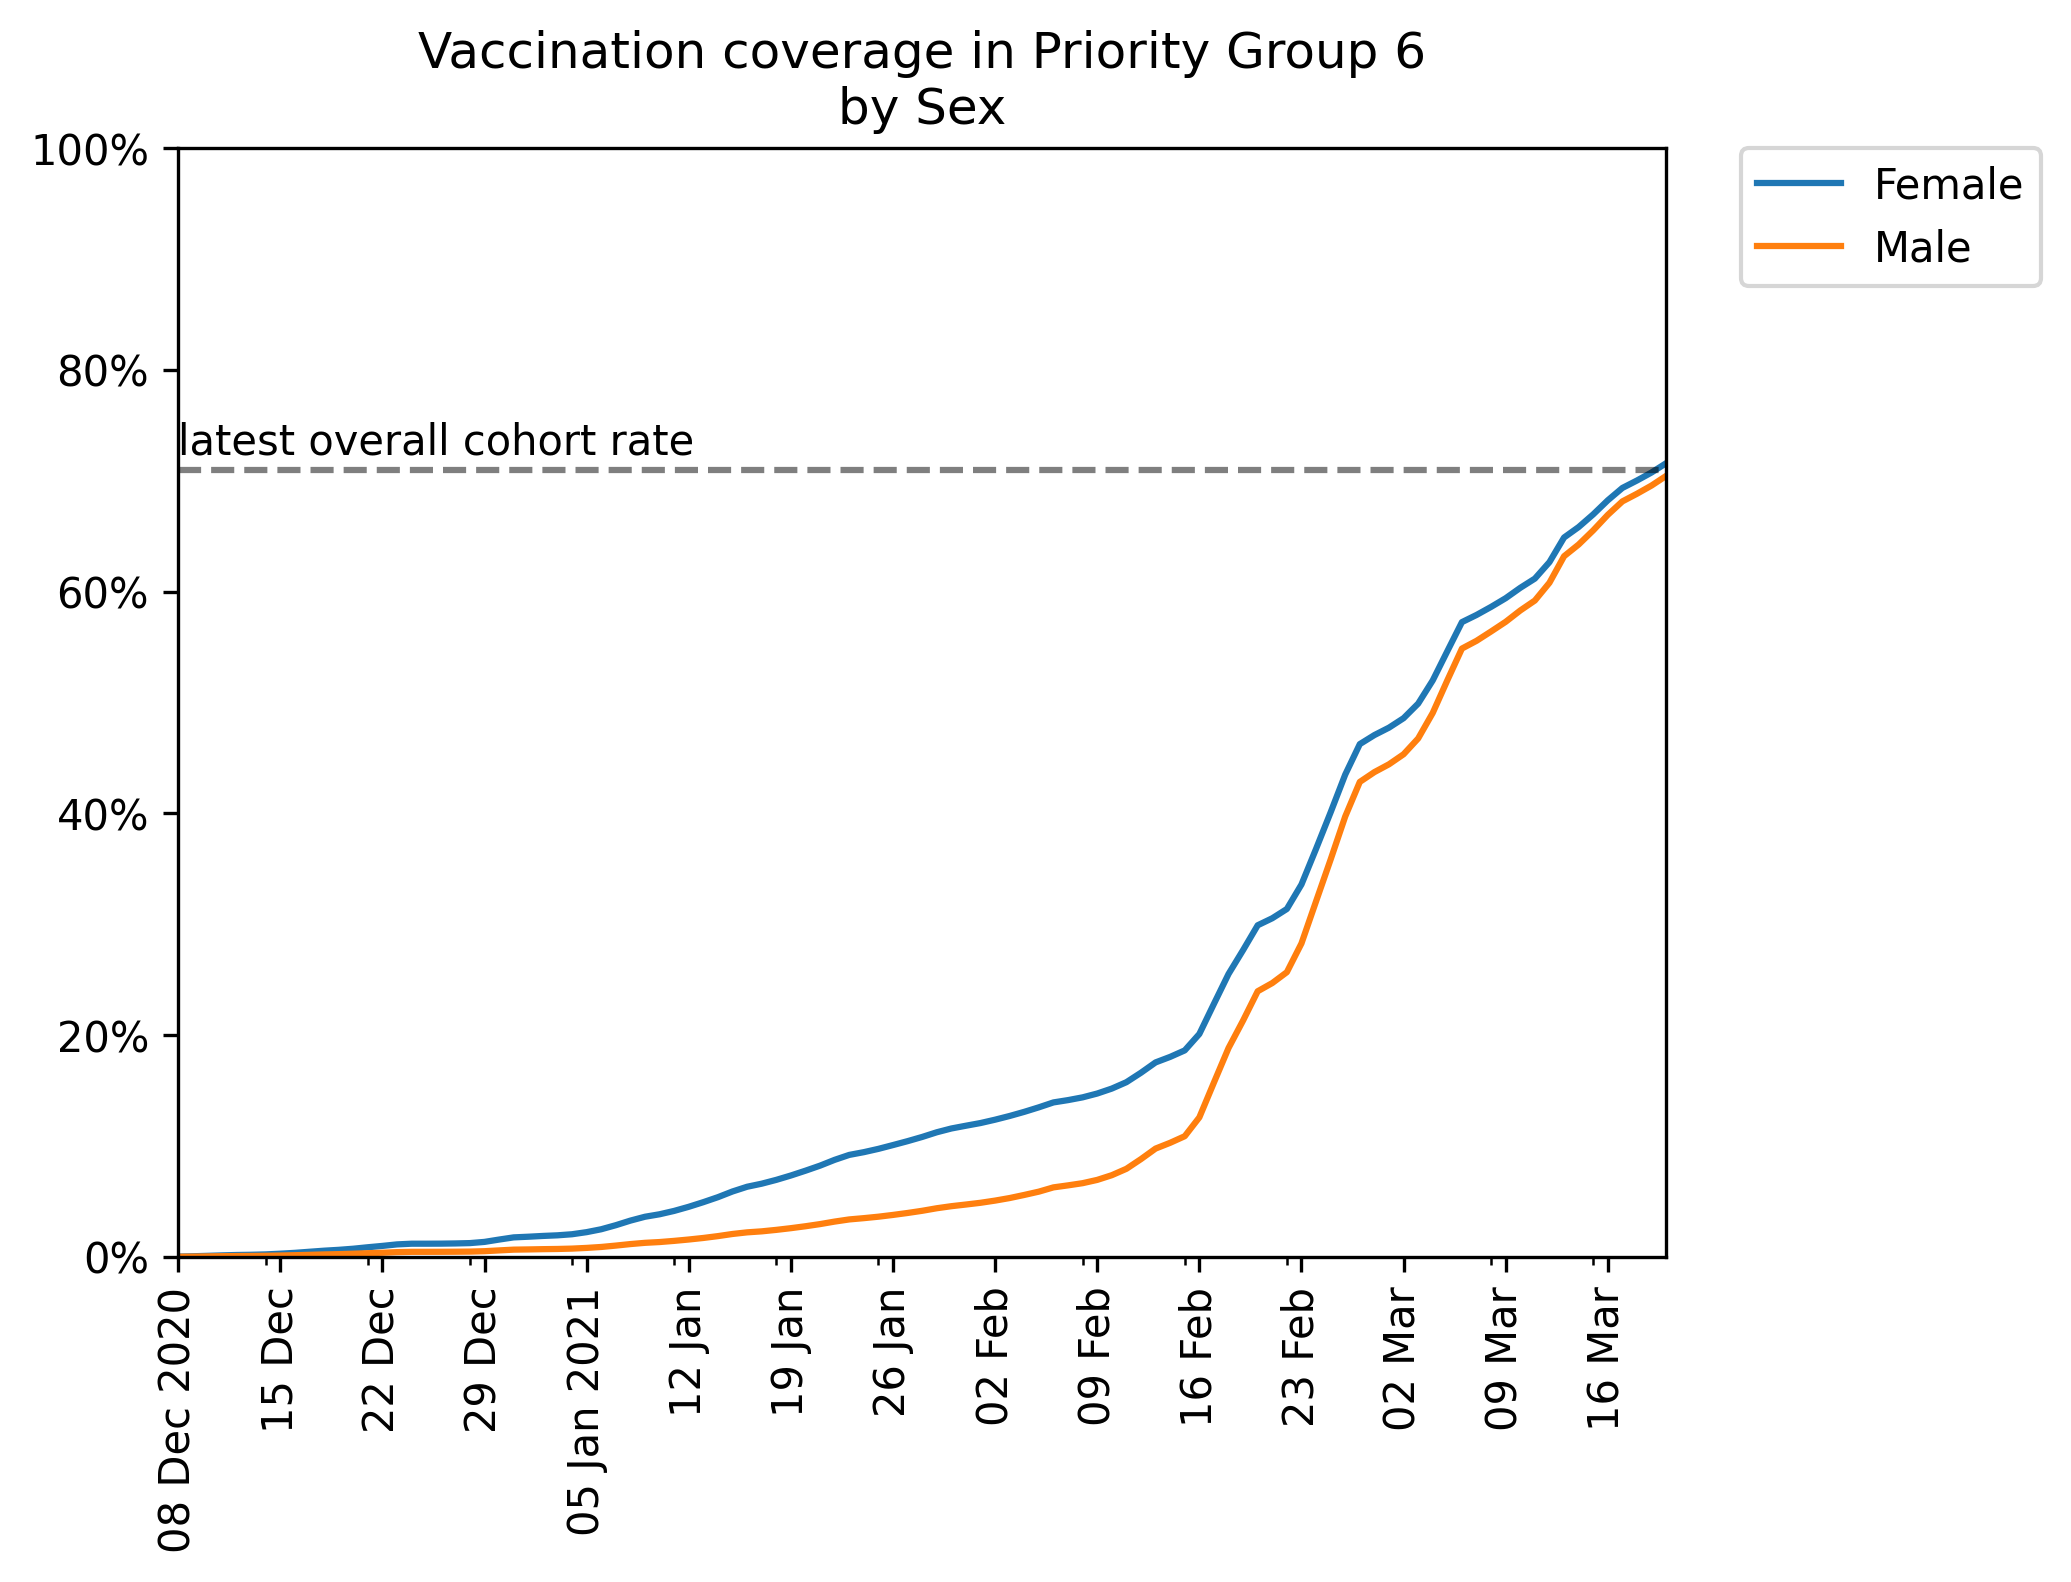 Vaccination coverage in Priority Group 6
by Sex
100%
80%
60%
40%
20%
0%
latest overall cohort rate
Female
Male
08 Dec 2020
15 Dec
22 Dec
29 Dec
05 Jan 2021
12 Jan
19 Jan
26 Jan
02 Feb
09 Feb
16 Feb
23 Feb
02 Mar
09 Mar
16 Mar